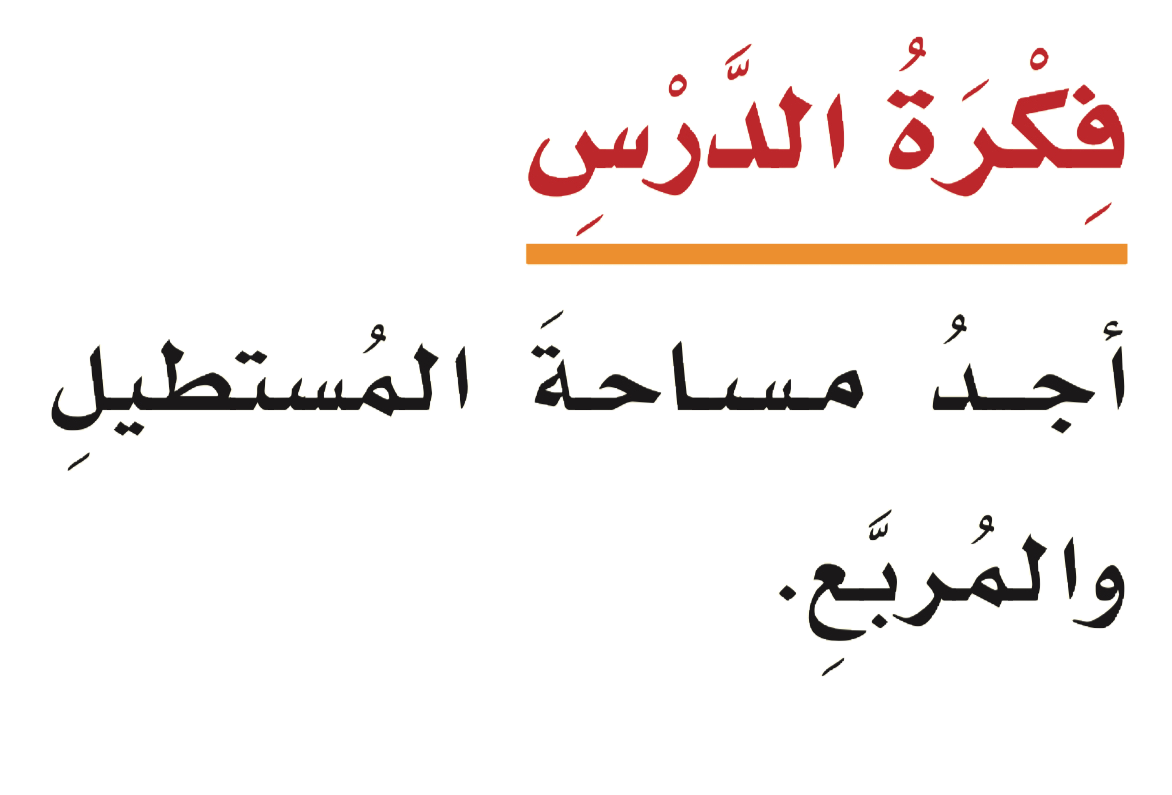 فِكْرَةُ الدَّرْسِ
أجدُ مساحةَ المُستطيلِ
والمُربَّعِ.